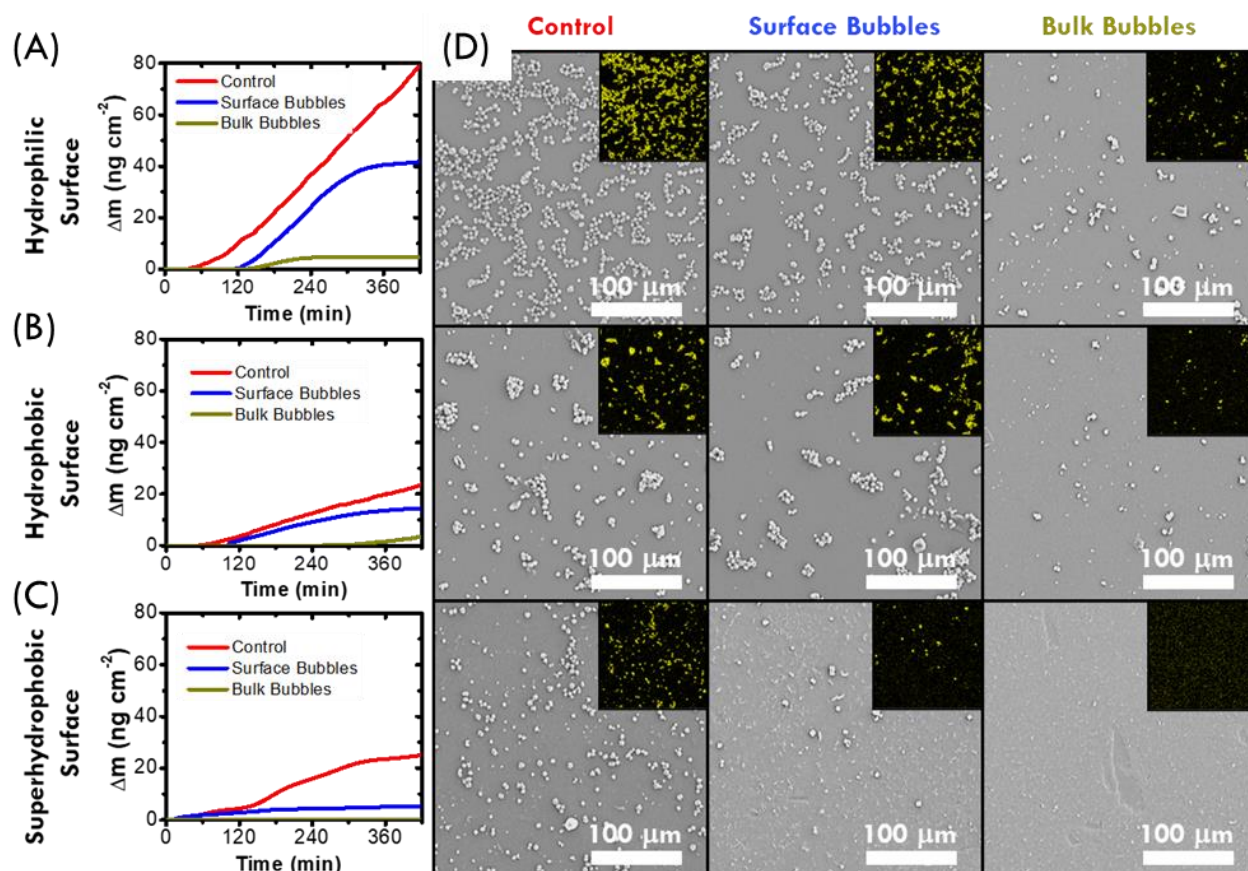 Control Surface Bubbles Bulk Bubbles
(A)
(D)
Hydrophilic
Surface
Δm (ng cm⁻²)
80
60
40
20
0
Control
Surface Bubbles
Bulk Bubbles
0 120 240 360
Time (min)
100 μm 100 μm 100 μm
(B)
Hydrophobic
Surface
Δm (ng cm⁻²)
80
60
40
20
0
Control
Surface Bubbles
Bulk Bubbles
0 120 240 360
Time (min)
100 μm 100 μm 100 μm
(C)
Superhydrophobic
Surface
Δm (ng cm⁻²)
80
60
40
20
0
Control
Surface Bubbles
Bulk Bubbles
0 120 240 360
Time (min)
100 μm 100 μm 100 μm